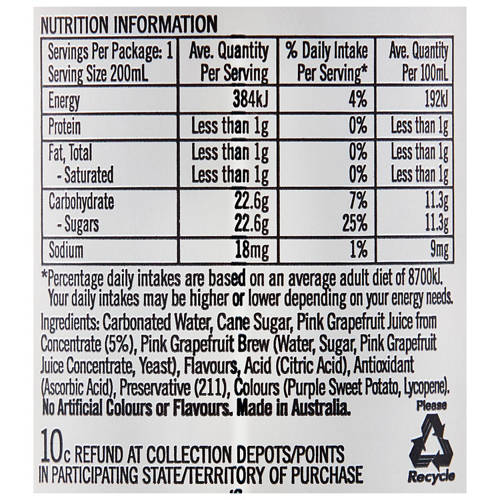 NUTRITION INFORMATION
Servings Per Package: 1 Ave. Quantity % Daily Intake Ave. Quantity
Serving Size 200mL Per Serving Per Serving* Per 100mL
Energy 384kJ 4% 192kJ
Protein Less than 1g 0% Less than 1g
Fat, Total Less than 1g 0% Less than 1g
- Saturated Less than 1g 0% Less than 1g
Carbohydrate 22.6g 7% 11.3g
- Sugars 22.6g 25% 11.3g
Sodium 18mg 1% 9mg
*Percentage daily intakes are based on an average adult diet of 8700kJ.
Your daily intakes may be higher or lower depending on your energy needs.
Ingredients: Carbonated Water, Cane Sugar, Pink Grapefruit Juice from
Concentrate (5%), Pink Grapefruit Brew (Water, Sugar, Pink Grapefruit
Juice Concentrate, Yeast), Flavours, Acid (Citric Acid), Antioxidant
(Ascorbic Acid), Preservative (211), Colours (Purple Sweet Potato, Lycopene).
No Artificial Colours or Flavours. Made in Australia.
Please
Recycle
10c REFUND AT COLLECTION DEPOTS/POINTS
IN PARTICIPATING STATE/TERRITORY OF PURCHASE